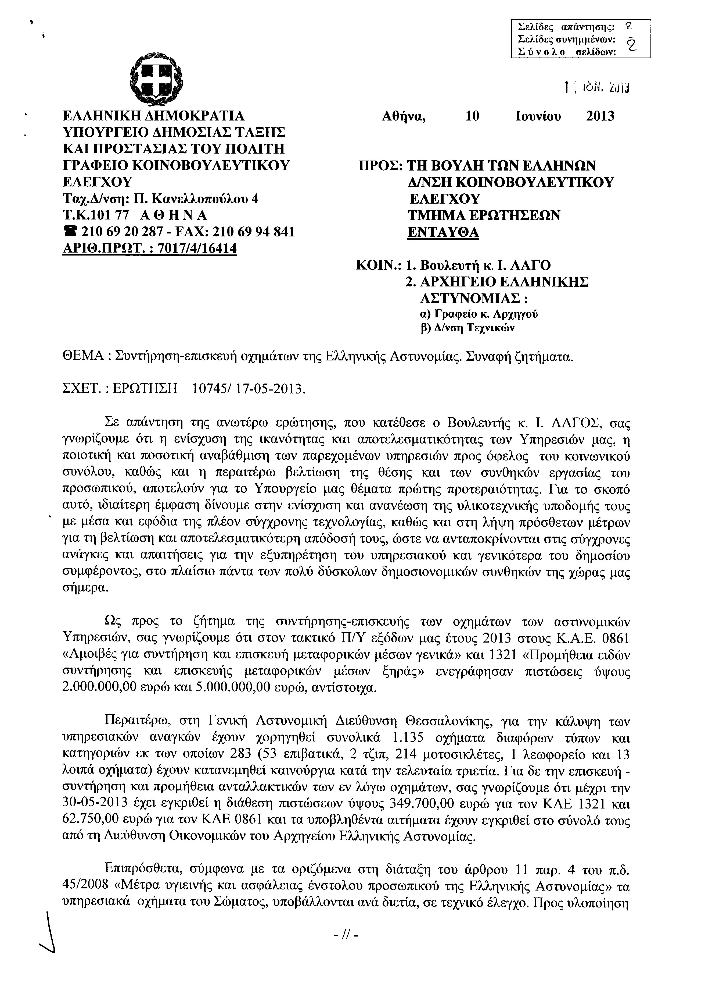 Σελίδες απάντησης: 2
Σελίδες συνημμένων:
Σύνολο σελίδων: 2
11 ΙΟΥΝ. 2013
ΕΛΛΗΝΙΚΗ ΔΗΜΟΚΡΑΤΙΑ
ΥΠΟΥΡΓΕΙΟ ΔΗΜΟΣΙΑΣ ΤΑΞΗΣ
ΚΑΙ ΠΡΟΣΤΑΣΙΑΣ ΤΟΥ ΠΟΛΙΤΗ
ΓΡΑΦΕΙΟ ΚΟΙΝΟΒΟΥΛΕΥΤΙΚΟΥ
ΕΛΕΓΧΟΥ
Ταχ.Δ/νση: Π. Κανελλοπούλου 4
Τ.Κ.101 77 Α Θ Η Ν Α
☎ 210 69 20 287 - FAX: 210 69 94 841
ΑΡΙΘ.ΠΡΩΤ. : 7017/4/16414
Αθήνα, 10 Ιουνίου 2013
ΠΡΟΣ: ΤΗ ΒΟΥΛΗ ΤΩΝ ΕΛΛΗΝΩΝ
Δ/ΝΣΗ ΚΟΙΝΟΒΟΥΛΕΥΤΙΚΟΥ
ΕΛΕΓΧΟΥ
ΤΜΗΜΑ ΕΡΩΤΗΣΕΩΝ
ΕΝΤΑΥΘΑ
ΚΟΙΝ.: 1. Βουλευτή κ. Ι. ΛΑΓΟ
2. ΑΡΧΗΓΕΙΟ ΕΛΛΗΝΙΚΗΣ
ΑΣΤΥΝΟΜΙΑΣ :
α) Γραφείο κ. Αρχηγού
β) Δ/νση Τεχνικών
ΘΕΜΑ : Συντήρηση-επισκευή οχημάτων της Ελληνικής Αστυνομίας. Συναφή ζητήματα.
ΣΧΕΤ. : ΕΡΩΤΗΣΗ 10745/ 17-05-2013.
Σε απάντηση της ανωτέρω ερώτησης, που κατέθεσε ο Βουλευτής κ. Ι. ΛΑΓΟΣ, σας
γνωρίζουμε ότι η ενίσχυση της ικανότητας και αποτελεσματικότητας των Υπηρεσιών μας, η
ποιοτική και ποσοτική αναβάθμιση των παρεχομένων υπηρεσιών προς όφελος του κοινωνικού
συνόλου, καθώς και η περαιτέρω βελτίωση της θέσης και των συνθηκών εργασίας του
προσωπικού, αποτελούν για το Υπουργείο μας θέματα πρώτης προτεραιότητας. Για το σκοπό
αυτό, ιδιαίτερη έμφαση δίνουμε στην ενίσχυση και ανανέωση της υλικοτεχνικής υποδομής τους
με μέσα και εφόδια της πλέον σύγχρονης τεχνολογίας, καθώς και στη λήψη πρόσθετων μέτρων
για τη βελτίωση και αποτελεσματικότερη απόδοσή τους, ώστε να ανταποκρίνονται στις σύγχρονες
ανάγκες και απαιτήσεις για την εξυπηρέτηση του υπηρεσιακού και γενικότερα του δημοσίου
συμφέροντος, στο πλαίσιο πάντα των πολύ δύσκολων δημοσιονομικών συνθηκών της χώρας μας
σήμερα.
Ως προς το ζήτημα της συντήρησης-επισκευής των οχημάτων των αστυνομικών
Υπηρεσιών, σας γνωρίζουμε ότι στον τακτικό Π/Υ εξόδων μας έτους 2013 στους Κ.Α.Ε. 0861
«Αμοιβές για συντήρηση και επισκευή μεταφορικών μέσων γενικά» και 1321 «Προμήθεια ειδών
συντήρησης και επισκευής μεταφορικών μέσων ξηράς» ενεγράφησαν πιστώσεις ύψους
2.000.000,00 ευρώ και 5.000.000,00 ευρώ, αντίστοιχα.
Περαιτέρω, στη Γενική Αστυνομική Διεύθυνση Θεσσαλονίκης, για την κάλυψη των
υπηρεσιακών αναγκών έχουν χορηγηθεί συνολικά 1.135 οχήματα διαφόρων τύπων και
κατηγοριών εκ των οποίων 283 (53 επιβατικά, 2 τζιπ, 214 μοτοσικλέτες, 1 λεωφορείο και 13
λοιπά οχήματα) έχουν κατανεμηθεί καινούργια κατά την τελευταία τριετία. Για δε την επισκευή -
συντήρηση και προμήθεια ανταλλακτικών των εν λόγω οχημάτων, σας γνωρίζουμε ότι μέχρι την
30-05-2013 έχει εγκριθεί η διάθεση πιστώσεων ύψους 349.700,00 ευρώ για τον ΚΑΕ 1321 και
62.750,00 ευρώ για τον ΚΑΕ 0861 και τα υποβληθέντα αιτήματα έχουν εγκριθεί στο σύνολό τους
από τη Διεύθυνση Οικονομικών του Αρχηγείου Ελληνικής Αστυνομίας.
Επιπρόσθετα, σύμφωνα με τα οριζόμενα στη διάταξη του άρθρου 11 παρ. 4 του π.δ.
45/2008 «Μέτρα υγιεινής και ασφάλειας ένστολου προσωπικού της Ελληνικής Αστυνομίας» τα
υπηρεσιακά οχήματα του Σώματος, υποβάλλονται ανά διετία, σε τεχνικό έλεγχο. Προς υλοποίηση
- // -